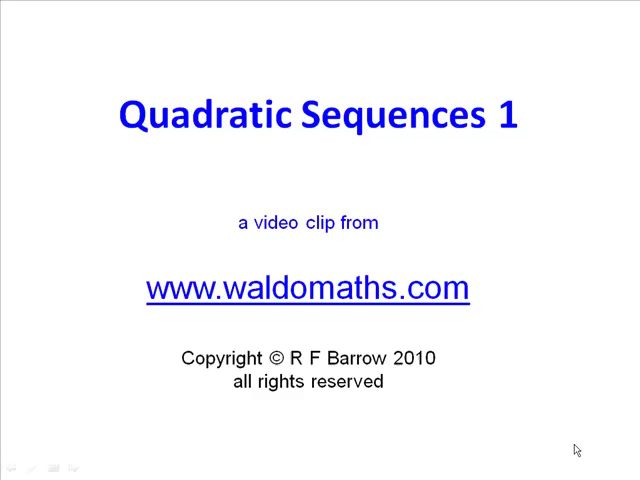 Quadratic Sequences 1
a video clip from
www.waldomaths.com
Copyright © R F Barrow 2010
all rights reserved